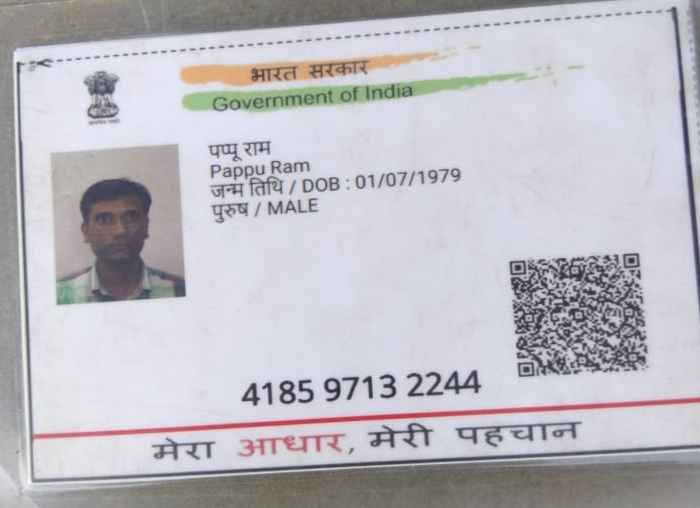 भारत सरकार
Government of India
पप्पू राम
Pappu Ram
जन्म तिथि / DOB : 01/07/1979
पुरुष / MALE
4185 9713 2244
मेरा आधार, मेरी पहचान